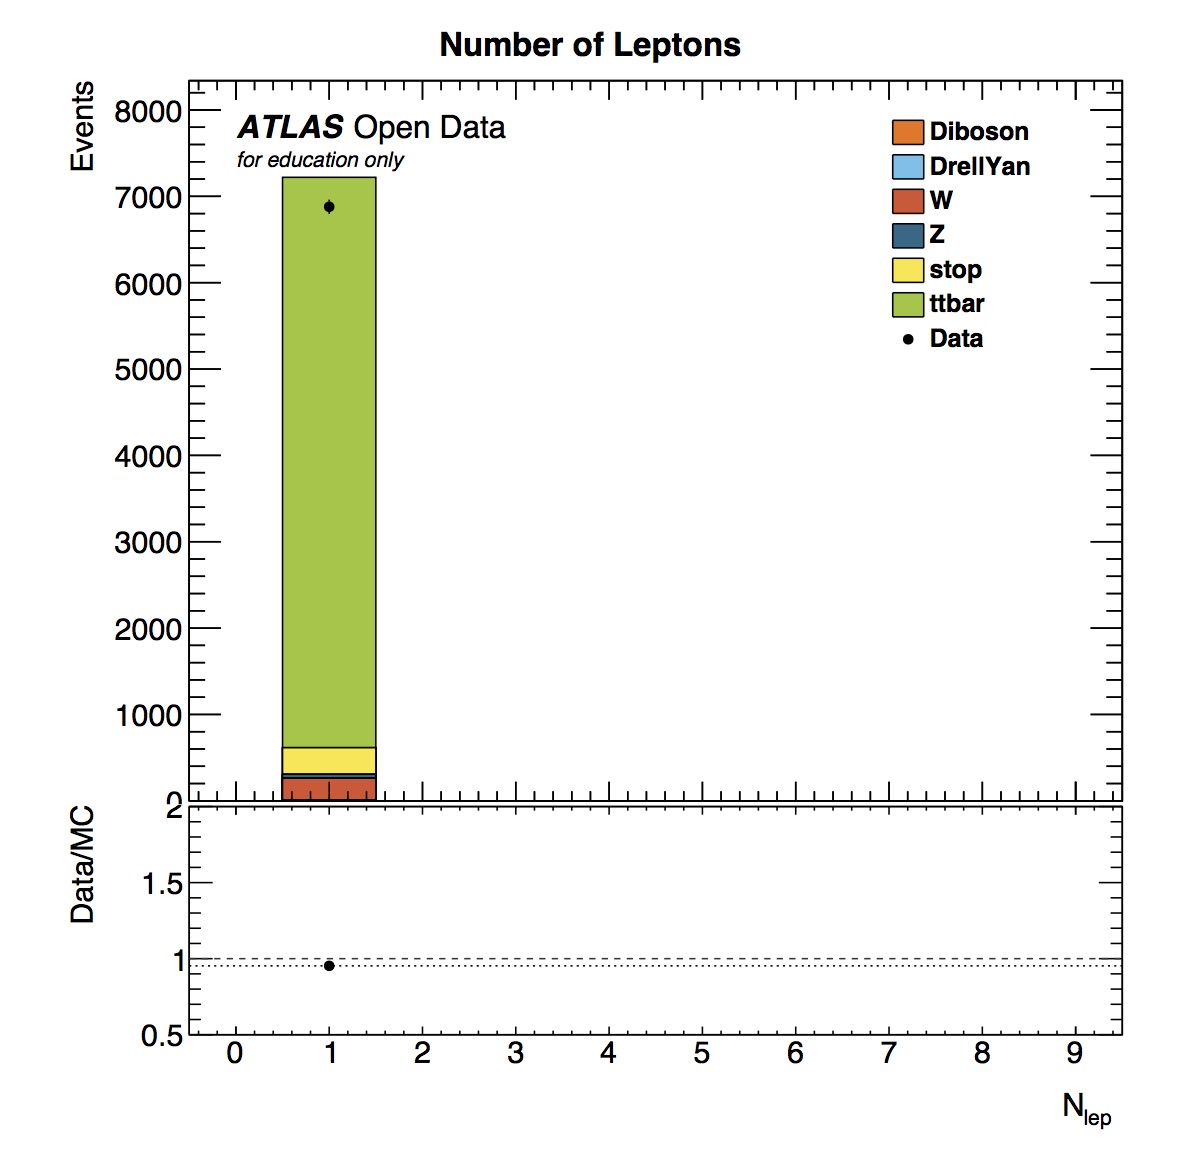 Number of Leptons
Events
8000
7000
6000
5000
4000
3000
2000
1000
0
ATLAS Open Data
for education only
Diboson
DrellYan
W
Z
stop
ttbar
Data
Data/MC
2
1.5
1
0.5
0 1 2 3 4 5 6 7 8 9
Nlep